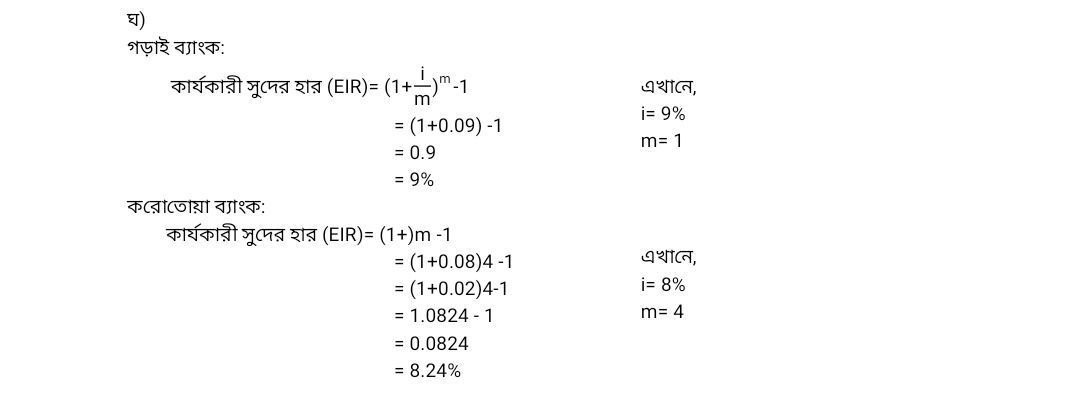 ঘ)
গড়াই ব্যাংক:
কার্যকারী সুদের হার (EIR)= (1+i/m)^m -1
এখানে,
= (1+0.09) -1
i= 9%
= 0.9
m= 1
= 9%
করোতোয়া ব্যাংক:
কার্যকারী সুদের হার (EIR)= (1+)m -1
= (1+0.08)4 -1
এখানে,
= (1+0.02)4-1
i= 8%
= 1.0824 - 1
m= 4
= 0.0824
= 8.24%